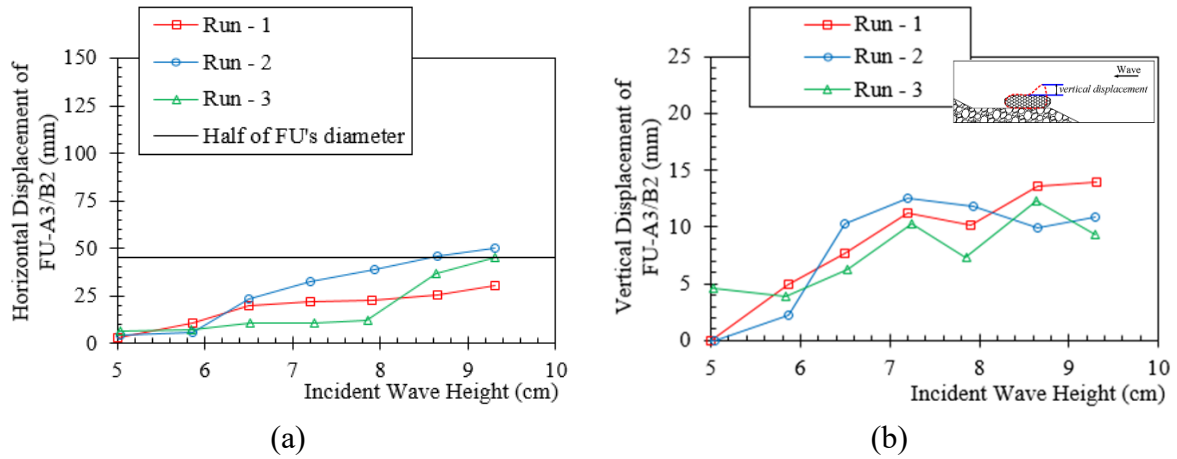 Run - 1
Run - 2
Run - 3
Half of FU's diameter
Horizontal Displacement of
FU-A3/B2 (mm)
150
125
100
75
50
25
0
5 6 7 8 9 10
Incident Wave Height (cm)
(a)
Run - 1
Run - 2
Run - 3
Wave
vertical displacement
Vertical Displacement of
FU-A3/B2 (mm)
25
20
15
10
5
0
5 6 7 8 9 10
Incident Wave Height (cm)
(b)